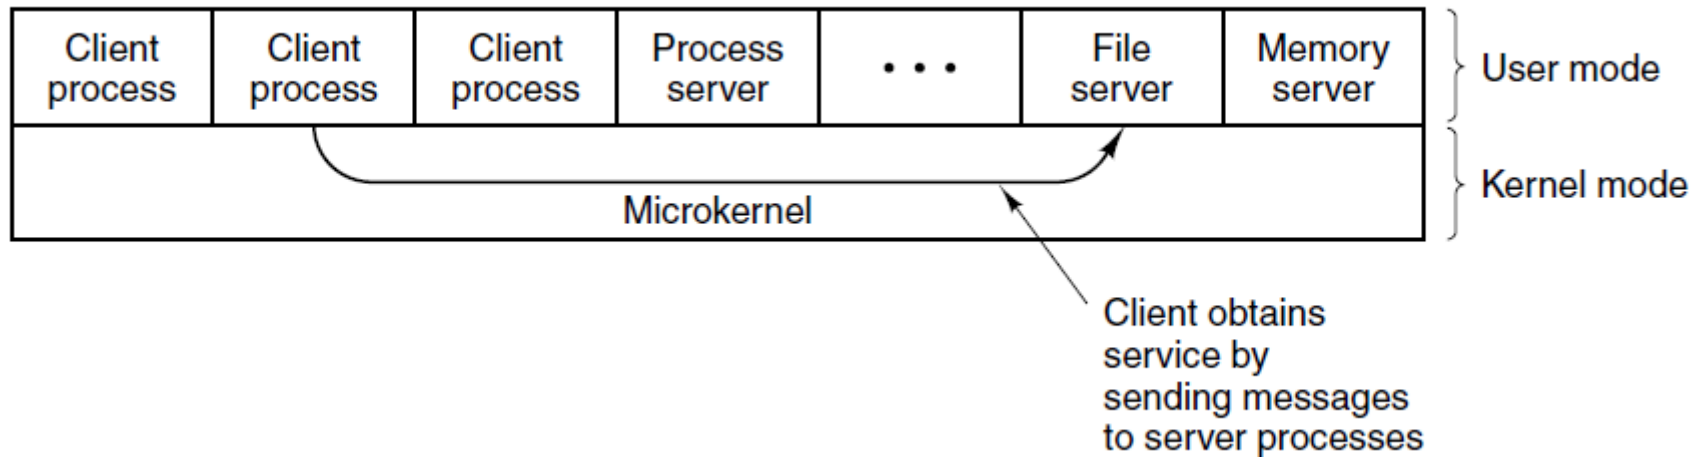 Client
process
Client
process
Client
process
Process
server
• • •
File
server
Memory
server
User mode
Microkernel
Kernel mode
Client obtains
service by
sending messages
to server processes